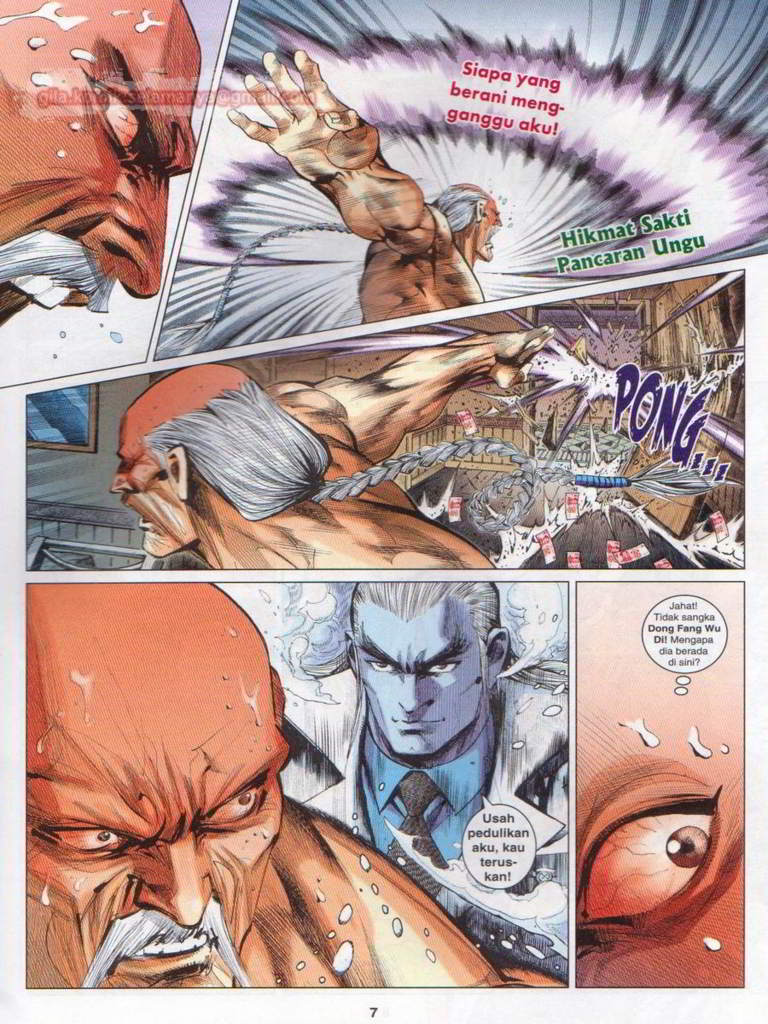 Siapa yang
berani meng-
ganggu aku!
Hikmat Sakti
Pancaran Ungu
PONG
Usah
pedulikan
aku, kau
terus-
kan!
Jahat!
Tidak sangka
Dong Fang Wu
Di! Mengapa
dia berada
di sini?
7